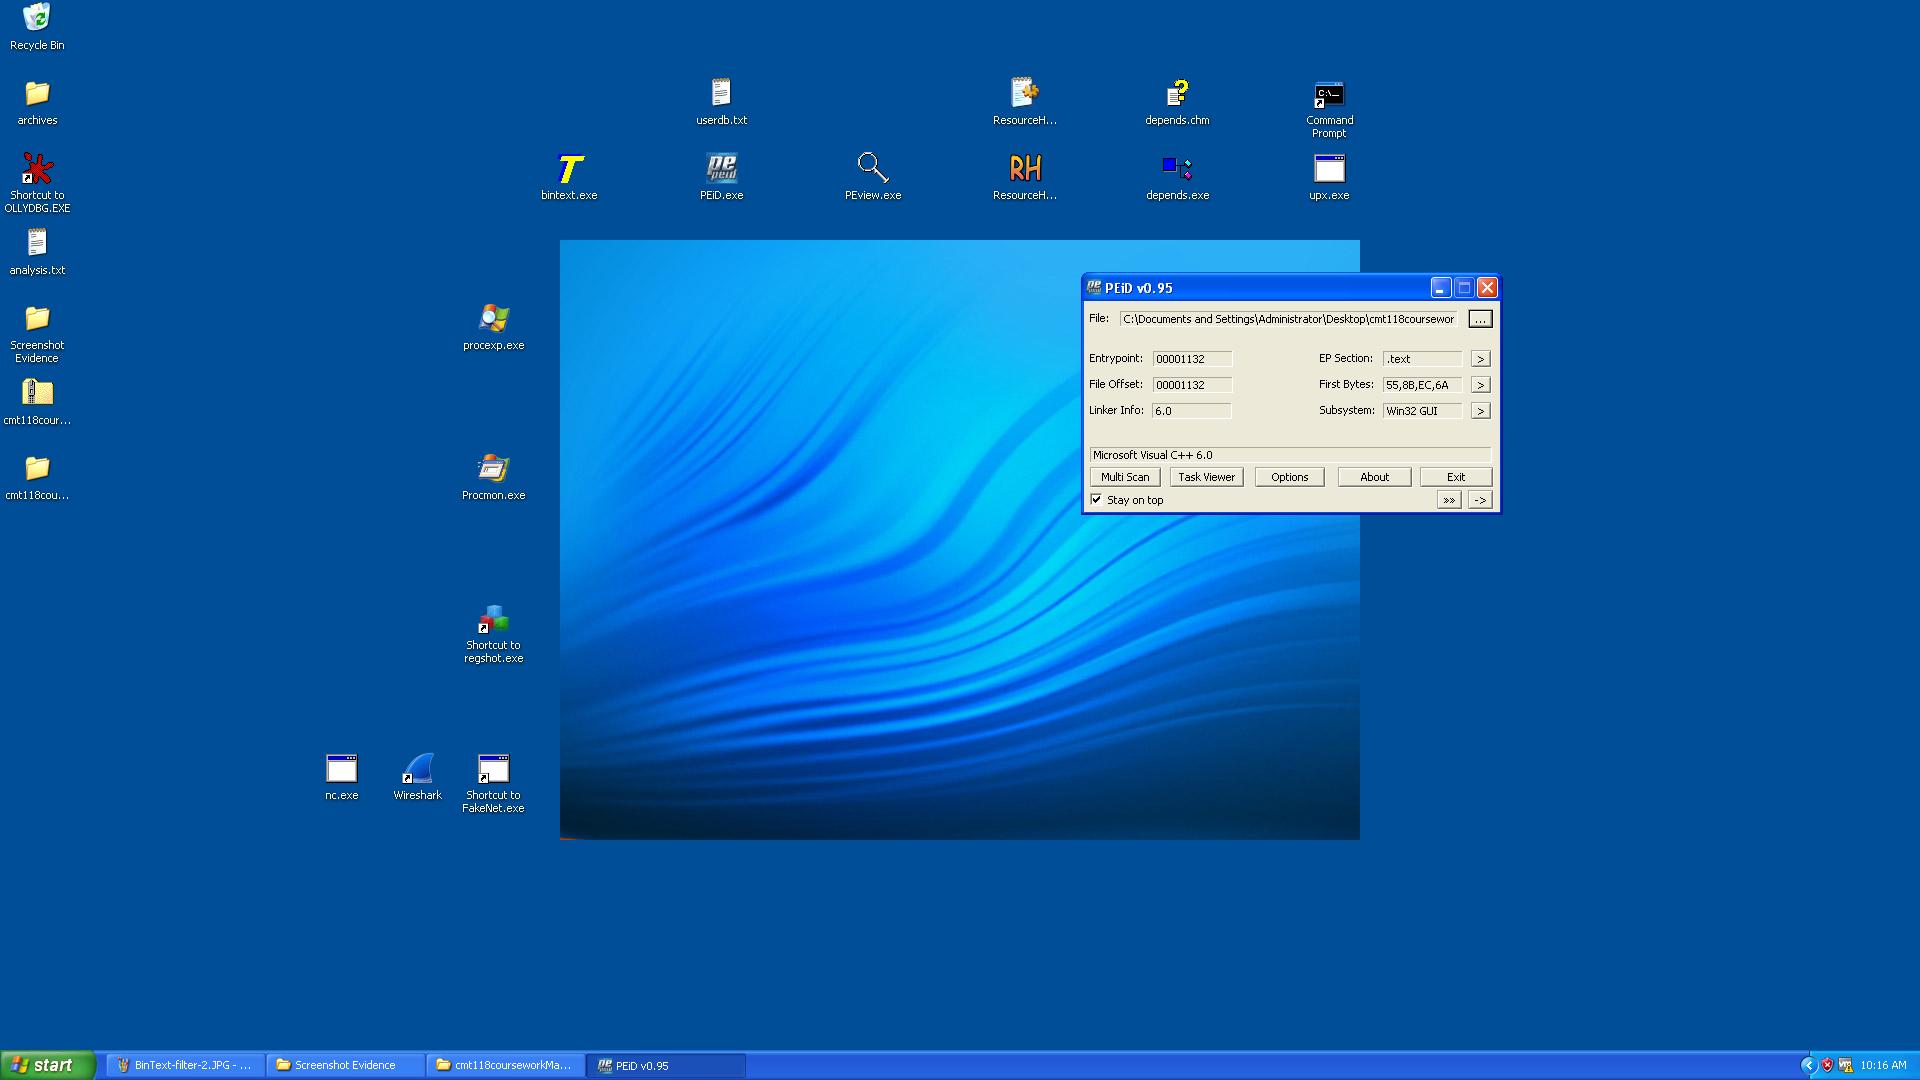 Recycle Bin
archives
Shortcut to
OLLYDBG.EXE
analysis.txt
Screenshot
Evidence
cmt118cour...
cmt118cou...
userdb.txt
ResourceH...
depends.chm
Command
Prompt
bintext.exe
PEiD.exe
PEview.exe
ResourceH...
depends.exe
upx.exe
procexp.exe
Procmon.exe
Shortcut to
regshot.exe
nc.exe
Wireshark
Shortcut to
FakeNet.exe
PEiD v0.95
File: C:\Documents and Settings\Administrator\Desktop\cmt118coursewor ...
Entrypoint: 00001132 EP Section: .text >
File Offset: 00001132 First Bytes: 55,8B,EC,6A >
Linker Info: 6.0 Subsystem: Win32 GUI >
Microsoft Visual C++ 6.0
Multi Scan Task Viewer Options About Exit
Stay on top >> ->
start BinText-filter-2.JPG - ... Screenshot Evidence cmt118courseworkMa... PEiD v0.95 10:16 AM